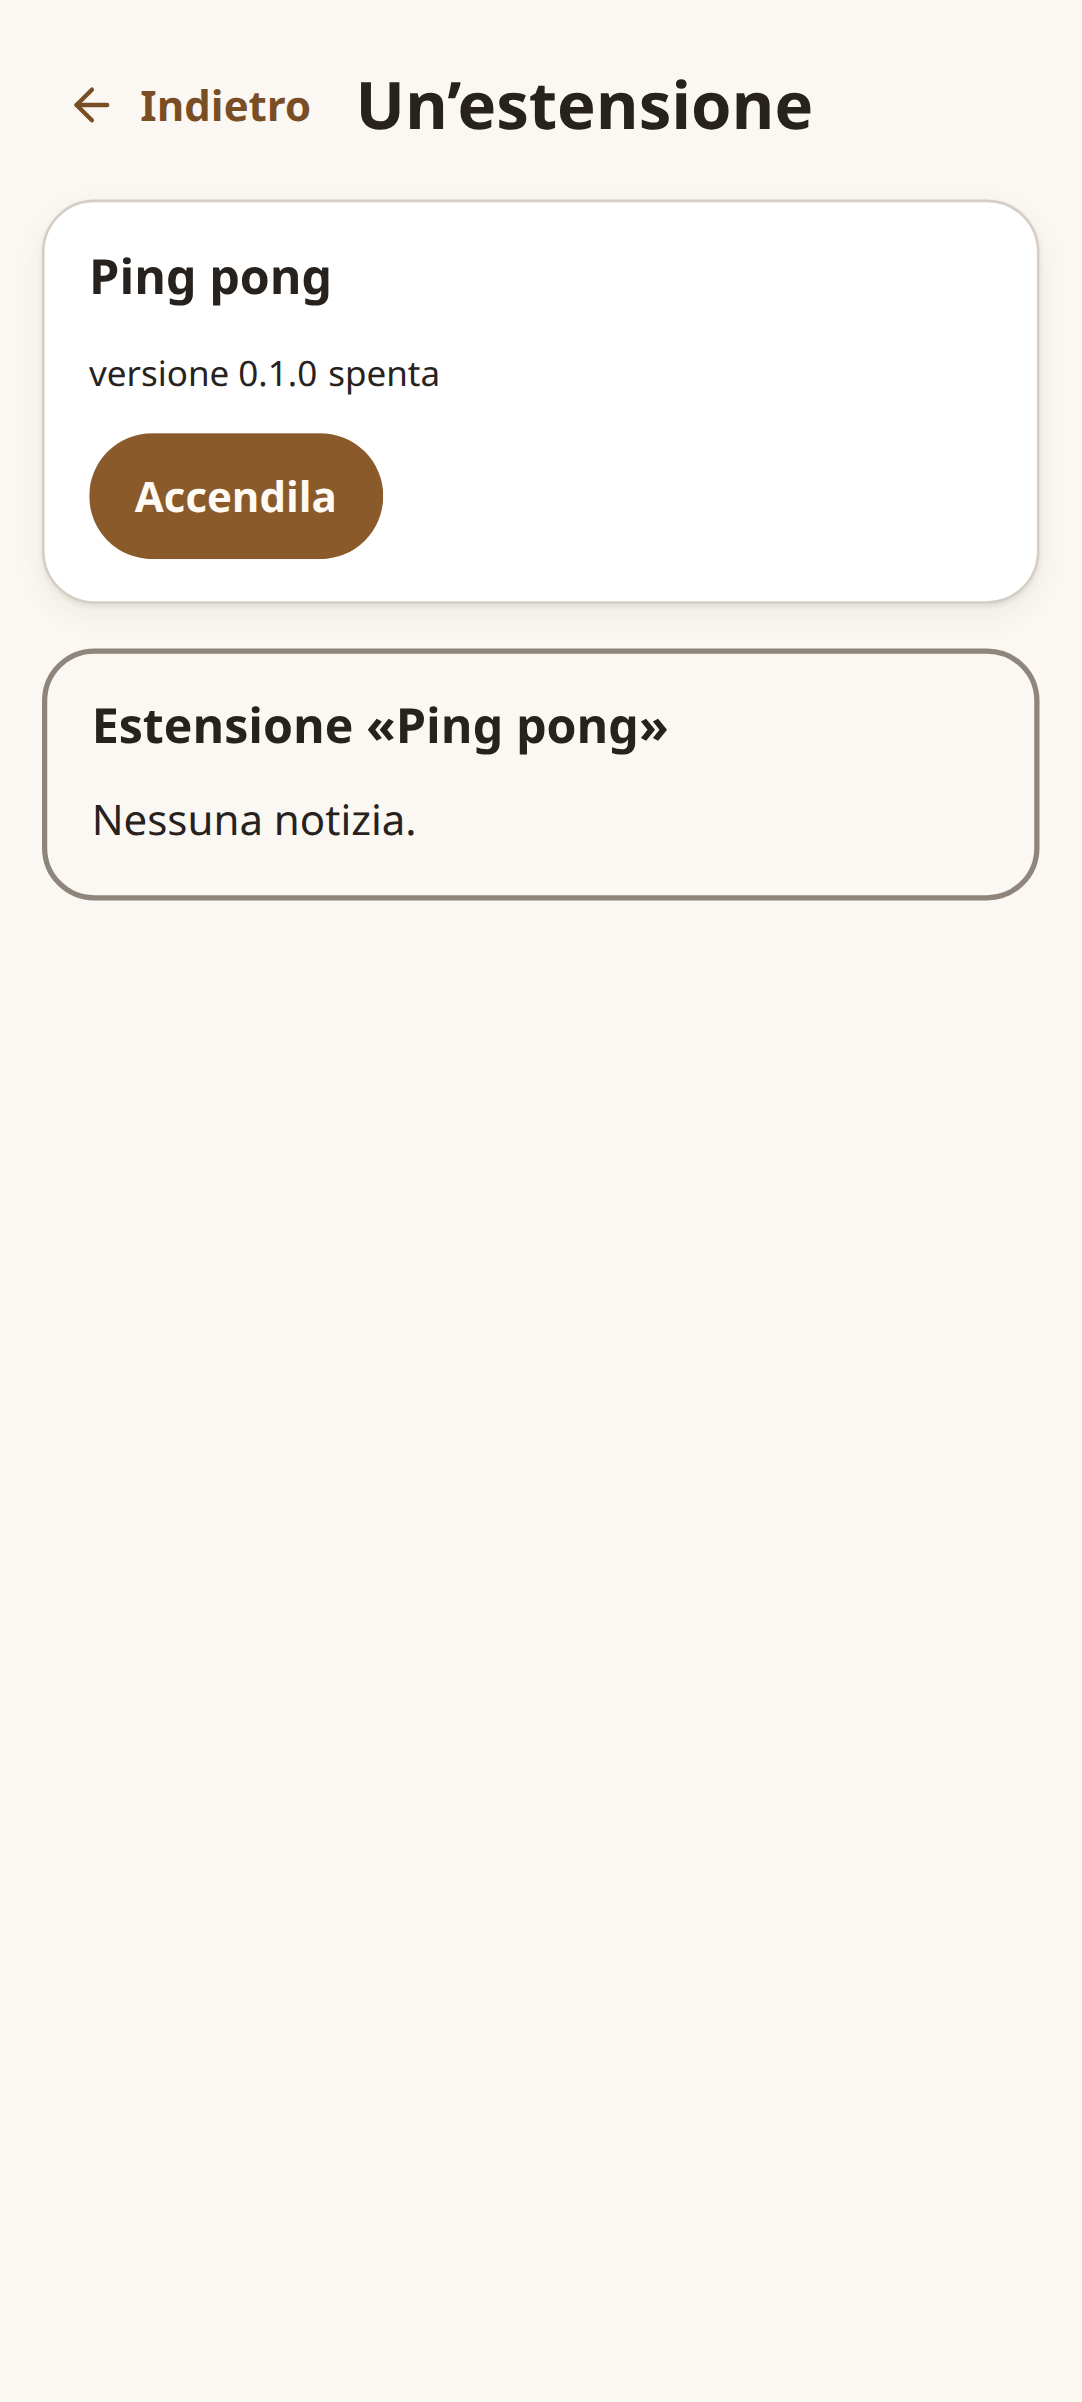 Indietro Un’estensione
Ping pong
versione 0.1.0 spenta
Accendila
Estensione «Ping pong»
Nessuna notizia.